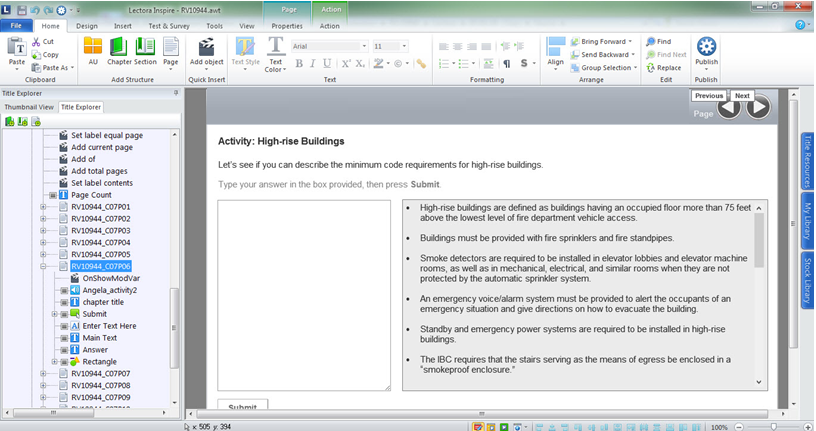 Lectora Inspire - RV10944.awt
Page Action
File Home Design Insert Test & Survey Tools View Properties Action
Paste
Cut
Copy
Paste As
Clipboard
AU Chapter Section Page
Add Structure
Add object
Quick Insert
Text Style Text Color
Arial 11
B I U X² X₂
Text
Formatting
Align
Bring Forward
Send Backward
Group Selection
Arrange
Find
Find Next
Replace
Edit
Publish
Publish
Title Explorer
Thumbnail View Title Explorer
Set label equal page
Add current page
Add of
Add total pages
Set label contents
Page Count
RV10944_C07P01
RV10944_C07P02
RV10944_C07P03
RV10944_C07P04
RV10944_C07P05
RV10944_C07P06
OnShowModVar
Angela_activity2
chapter title
Submit
Enter Text Here
Main Text
Answer
Rectangle
RV10944_C07P07
RV10944_C07P08
RV10944_C07P09
Previous Next
Page
Activity: High-rise Buildings
Let's see if you can describe the minimum code requirements for high-rise buildings.
Type your answer in the box provided, then press Submit.
• High-rise buildings are defined as buildings having an occupied floor more than 75 feet
above the lowest level of fire department vehicle access.
• Buildings must be provided with fire sprinklers and fire standpipes.
• Smoke detectors are required to be installed in elevator lobbies and elevator machine
rooms, as well as in mechanical, electrical, and similar rooms when they are not
protected by the automatic sprinkler system.
• An emergency voice/alarm system must be provided to alert the occupants of an
emergency situation and give directions on how to evacuate the building.
• Standby and emergency power systems are required to be installed in high-rise
buildings.
• The IBC requires that the stairs serving as the means of egress be enclosed in a
"smokeproof enclosure."
Submit
Title Resources
My Library
Stock Library
x: 505 y: 394
100%